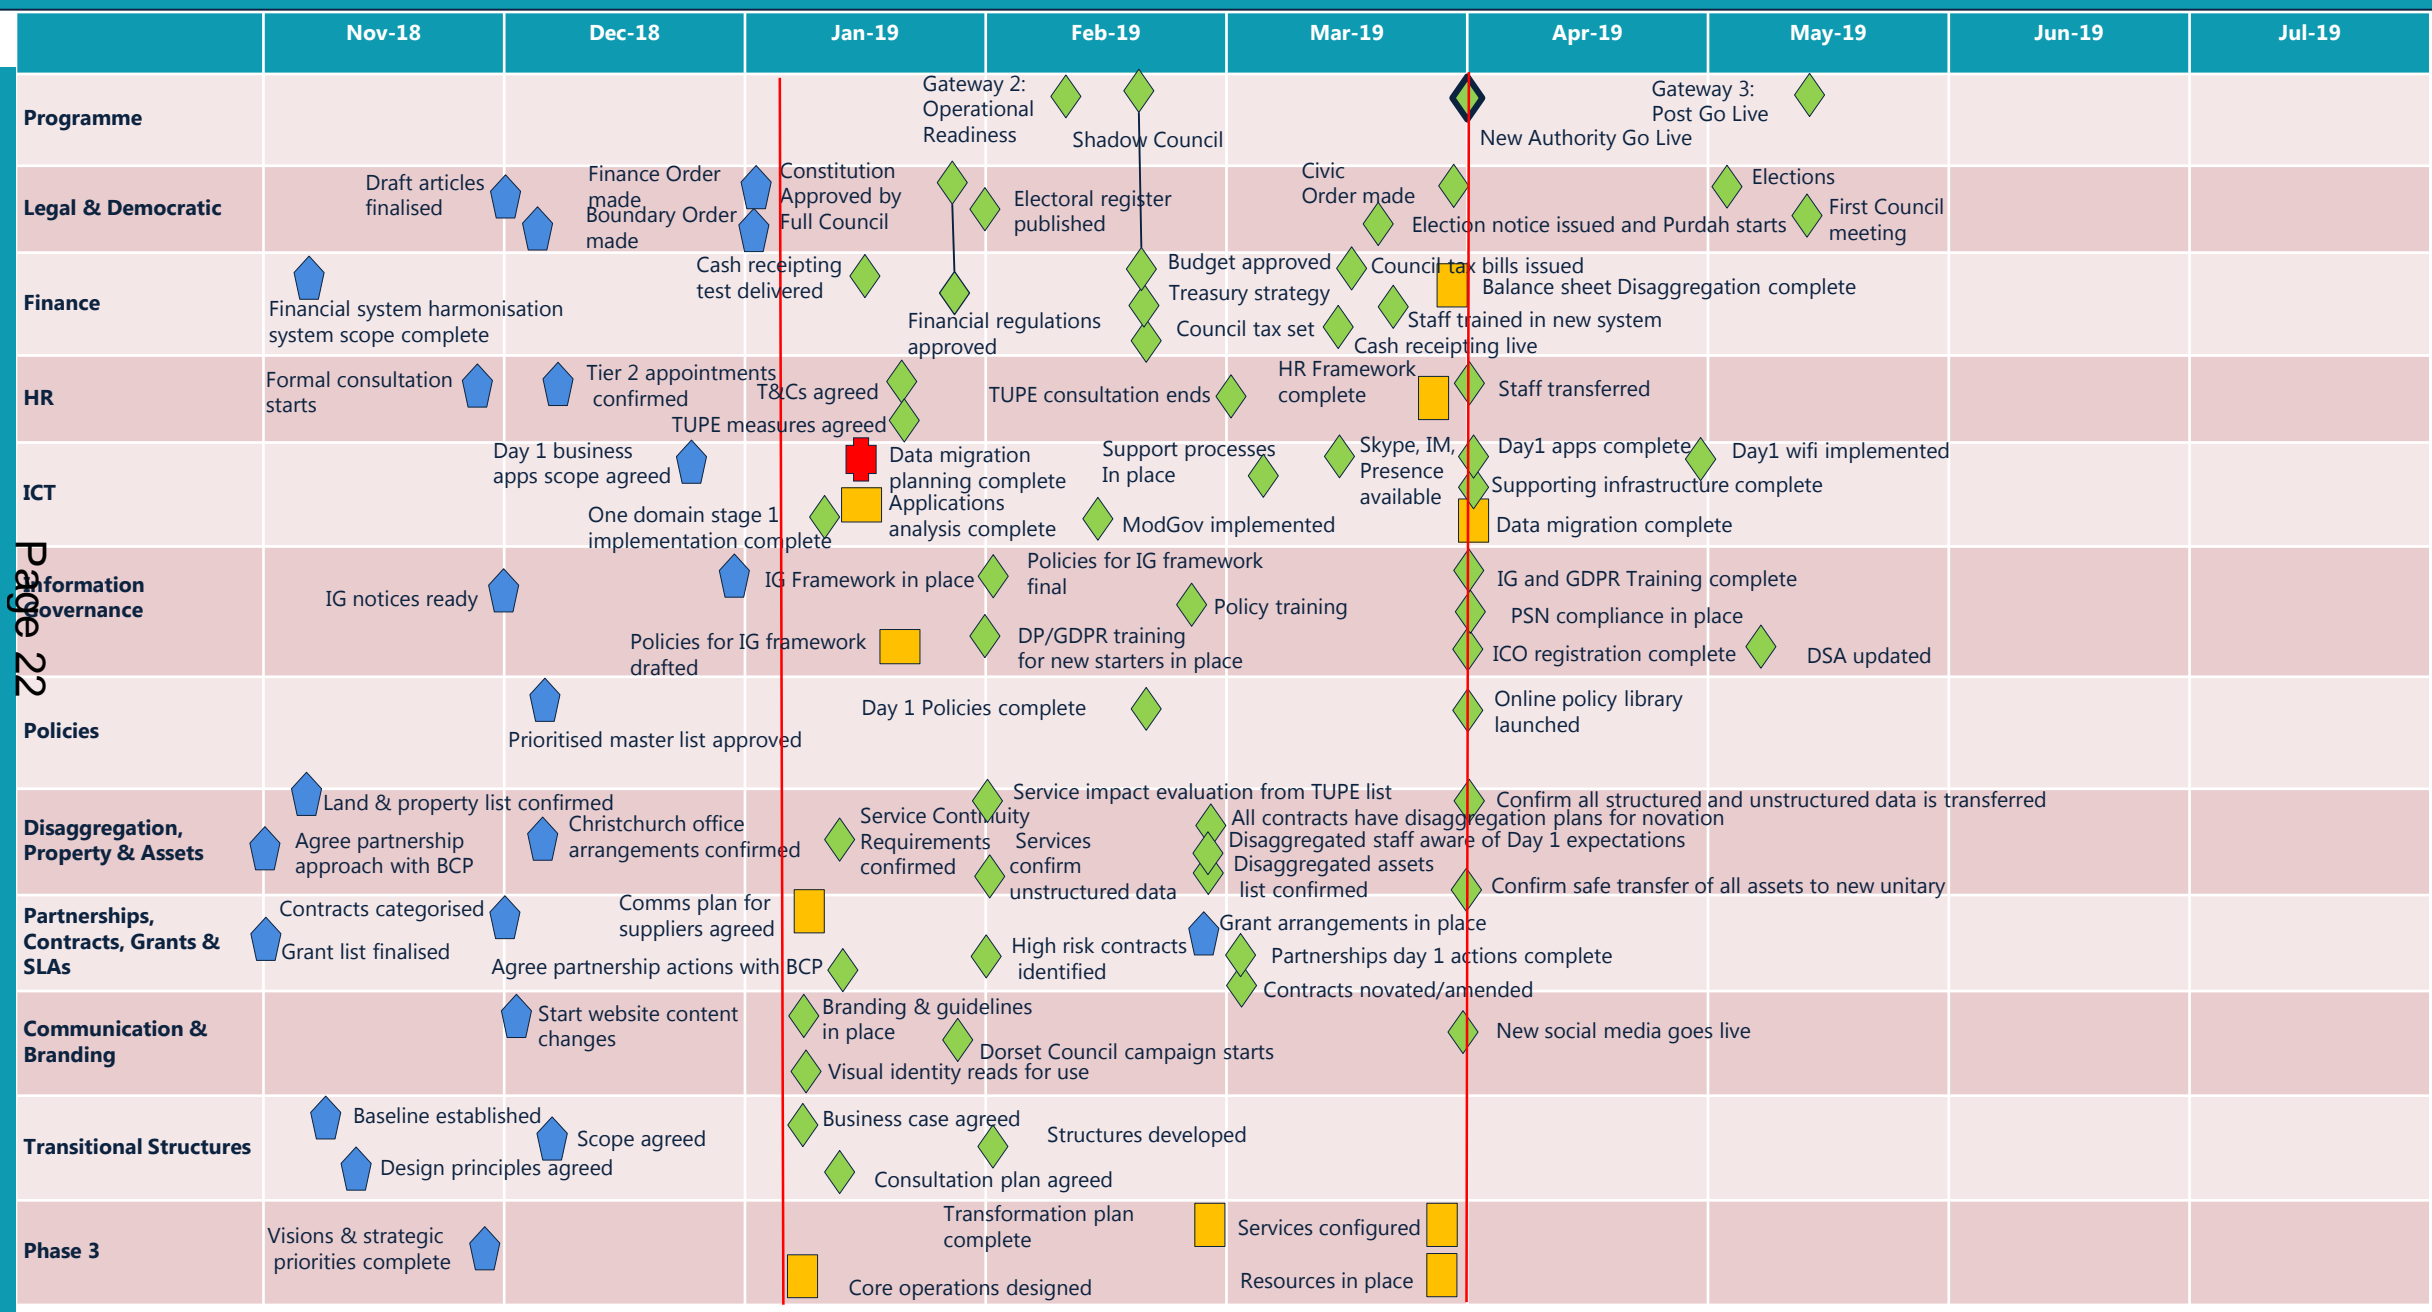 Nov-18
Dec-18
Jan-19
Feb-19
Mar-19
Apr-19
May-19
Jun-19
Jul-19
Programme
Gateway 2:
Operational
Readiness
Shadow Council
New Authority Go Live
Gateway 3:
Post Go Live
Legal & Democratic
Draft articles
finalised
Finance Order
made
Boundary Order
made
Constitution
Approved by
Full Council
Electoral register
published
Civic
Order made
Election notice issued and Purdah starts
Elections
First Council
meeting
Finance
Financial system harmonisation
system scope complete
Cash receipting
test delivered
Financial regulations
approved
Budget approved
Treasury strategy
Council tax set
Council tax bills issued
Balance sheet Disaggregation complete
Staff trained in new system
Cash receipting live
HR
Formal consultation
starts
Tier 2 appointments
confirmed
T&Cs agreed
TUPE measures agreed
TUPE consultation ends
HR Framework
complete
Staff transferred
ICT
Day 1 business
apps scope agreed
One domain stage 1
implementation complete
Data migration
planning complete
Applications
analysis complete
Support processes
In place
ModGov implemented
Skype, IM,
Presence
available
Day1 apps complete
Day1 wifi implemented
Supporting infrastructure complete
Data migration complete
Page 22
Information
Governance
IG notices ready
IG Framework in place
Policies for IG framework
drafted
Policies for IG framework
final
Policy training
DP/GDPR training
for new starters in place
IG and GDPR Training complete
PSN compliance in place
ICO registration complete
DSA updated
Policies
Prioritised master list approved
Day 1 Policies complete
Online policy library
launched
Disaggregation,
Property & Assets
Land & property list confirmed
Agree partnership
approach with BCP
Christchurch office
arrangements confirmed
Service Continuity
Requirements
confirmed
Service impact evaluation from TUPE list
Services
confirm
unstructured data
All contracts have disaggregation plans for novation
Disaggregated staff aware of Day 1 expectations
Disaggregated assets
list confirmed
Confirm all structured and unstructured data is transferred
Confirm safe transfer of all assets to new unitary
Partnerships,
Contracts, Grants &
SLAs
Contracts categorised
Grant list finalised
Comms plan for
suppliers agreed
Agree partnership actions with BCP
High risk contracts
identified
Grant arrangements in place
Partnerships day 1 actions complete
Contracts novated/amended
Communication &
Branding
Start website content
changes
Branding & guidelines
in place
Dorset Council campaign starts
Visual identity reads for use
New social media goes live
Transitional Structures
Baseline established
Scope agreed
Design principles agreed
Business case agreed
Structures developed
Consultation plan agreed
Phase 3
Visions & strategic
priorities complete
Transformation plan
complete
Core operations designed
Services configured
Resources in place